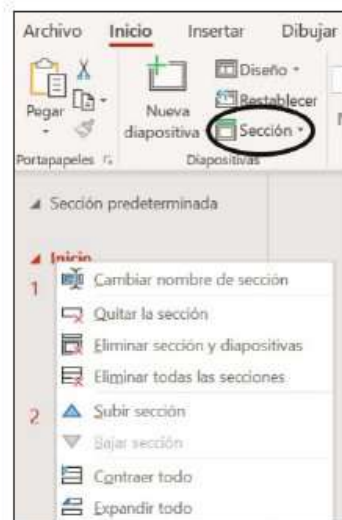 Archivo Inicio Insertar Dibujar
Pegar
Nueva diapositiva
Diseño
Restablecer
Sección
Portapapeles Diapositivas
Sección predeterminada
Inicio
1
Cambiar nombre de sección
Quitar la sección
Eliminar sección y diapositivas
Eliminar todas las secciones
2
Subir sección
Bajar sección
Contraer todo
Expandir todo